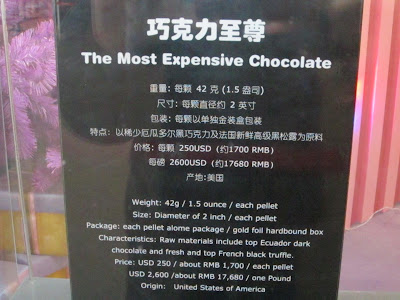 巧克力至尊
The Most Expensive Chocolate
重量: 每颗 42 克 (1.5 盎司)
尺寸: 每颗直径约 2 英寸
包装: 每颗以单独金装盒包装
特点: 以稀少厄瓜多尔黑巧克力及法国新鲜高级黑松露为原料
价格: 每颗 250USD (约1700 RMB)
每磅 2600USD (约17680 RMB)
产地:美国
Weight: 42g / 1.5 ounce / each pellet
Size: Diameter of 2 inch / each pellet
Package: each pellet alome package / gold foil hardbound box
Characteristics: Raw materials include top Ecuador dark
chocolate and fresh and top French black truffle.
Price: USD 250 / about RMB 1,700 / each pellet
USD 2,600 /about RMB 17,680 / one Pound
Origin: United States of America